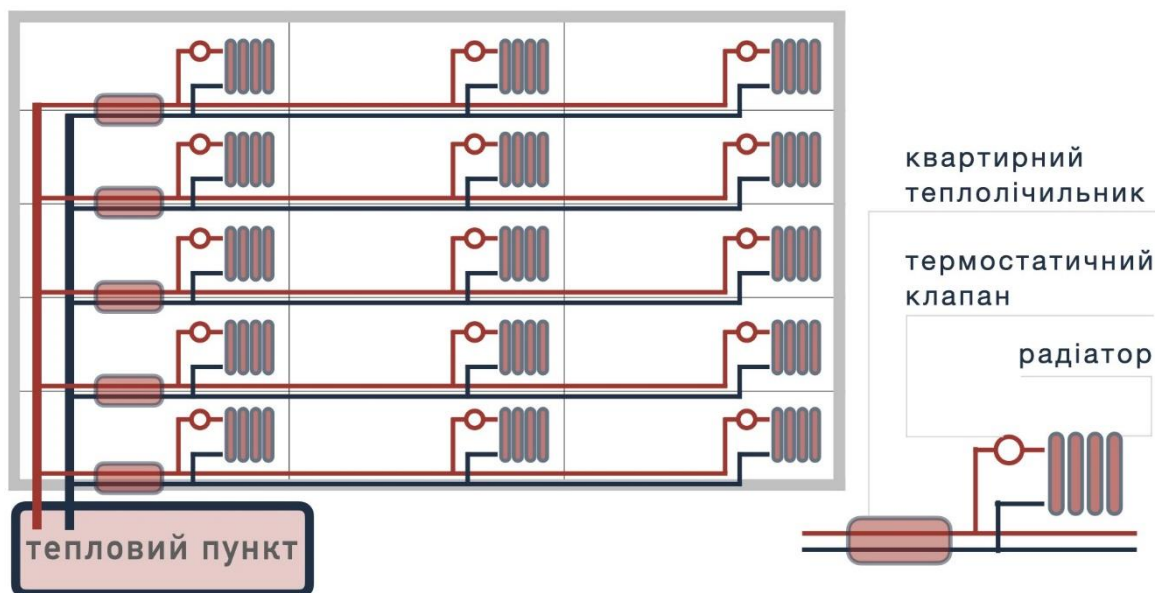 квартирний
теплолічильник
термостатичний
клапан
радіатор
тепловий пункт